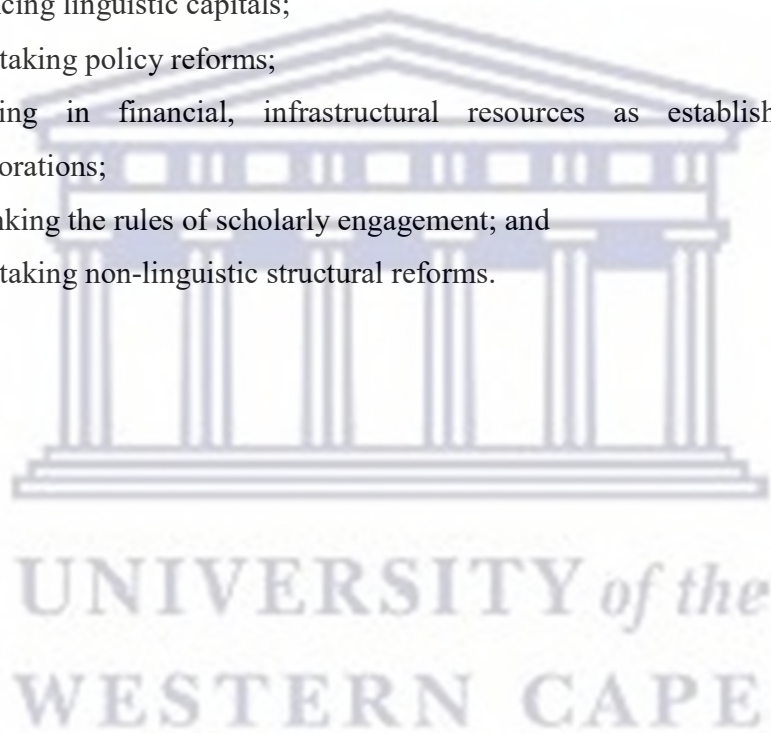 cing linguistic capitals;
taking policy reforms;
ing in financial, infrastructural resources as establish
orations;
king the rules of scholarly engagement; and
taking non-linguistic structural reforms.
UNIVERSITY of the
WESTERN CAPE